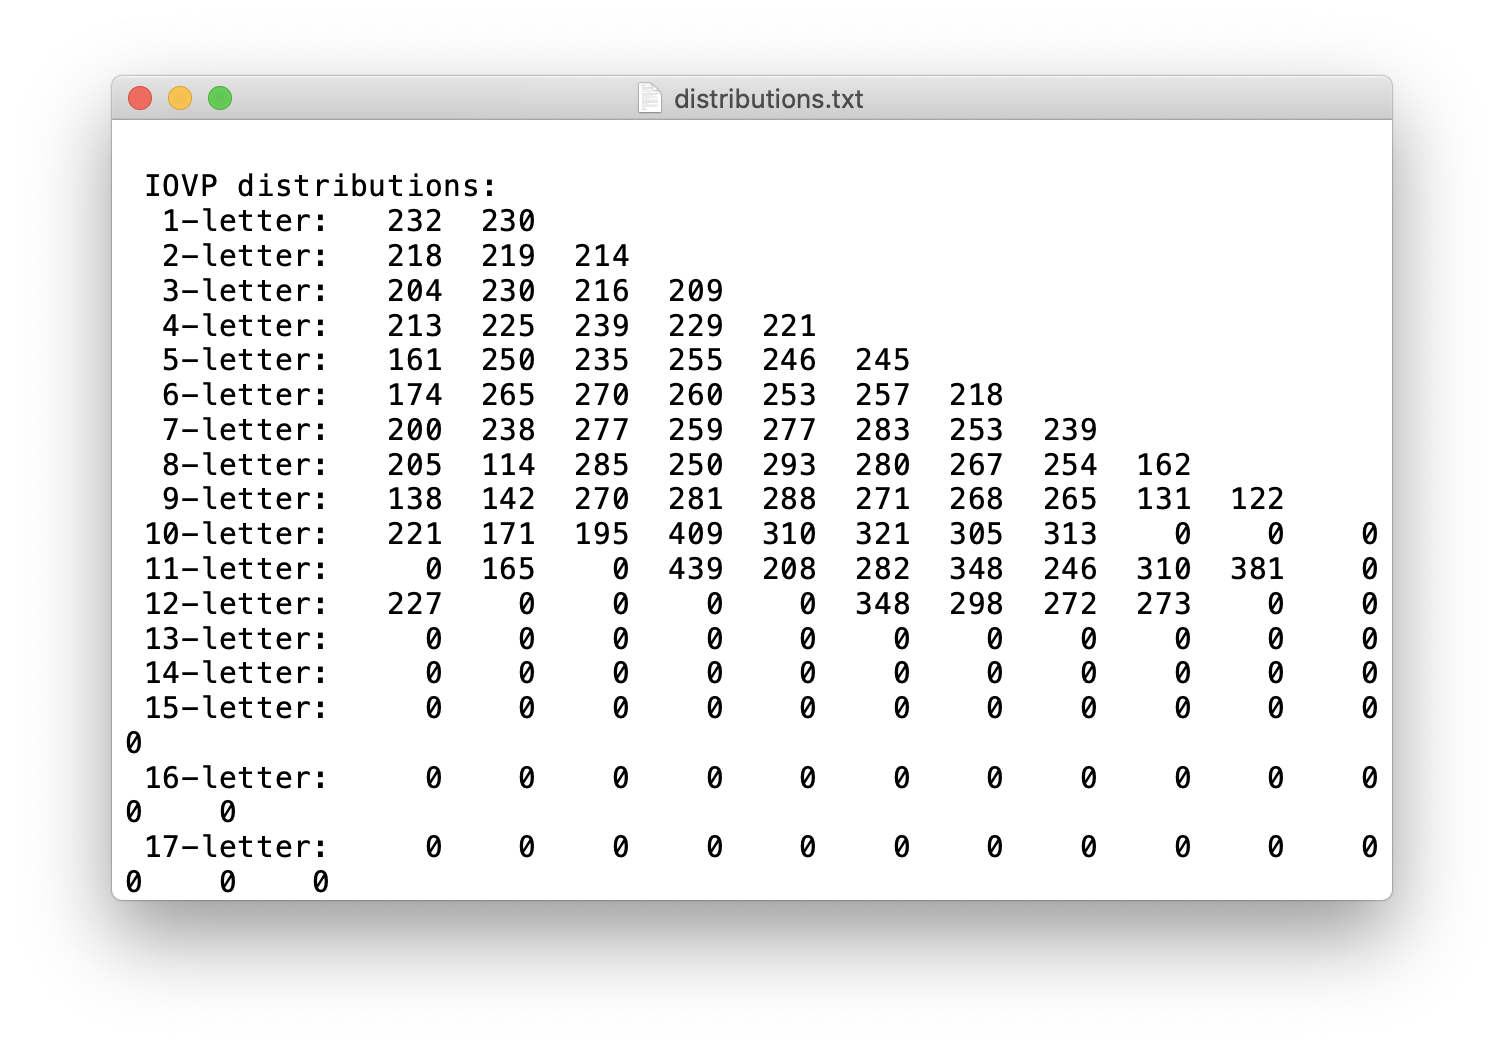 distributions.txt
IOVP distributions:
1-letter: 232 230
2-letter: 218 219 214
3-letter: 204 230 216 209
4-letter: 213 225 239 229 221
5-letter: 161 250 235 255 246 245
6-letter: 174 265 270 260 253 257 218
7-letter: 200 238 277 259 277 283 253 239
8-letter: 205 114 285 250 293 280 267 254 162
9-letter: 138 142 270 281 288 271 268 265 131 122
10-letter: 221 171 195 409 310 321 305 313 0 0 0
11-letter: 0 165 0 439 208 282 348 246 310 381 0
12-letter: 227 0 0 0 0 348 298 272 273 0 0
13-letter: 0 0 0 0 0 0 0 0 0 0 0
14-letter: 0 0 0 0 0 0 0 0 0 0 0
15-letter: 0 0 0 0 0 0 0 0 0 0 0
0
16-letter: 0 0 0 0 0 0 0 0 0 0 0
0 0
17-letter: 0 0 0 0 0 0 0 0 0 0 0
0 0 0